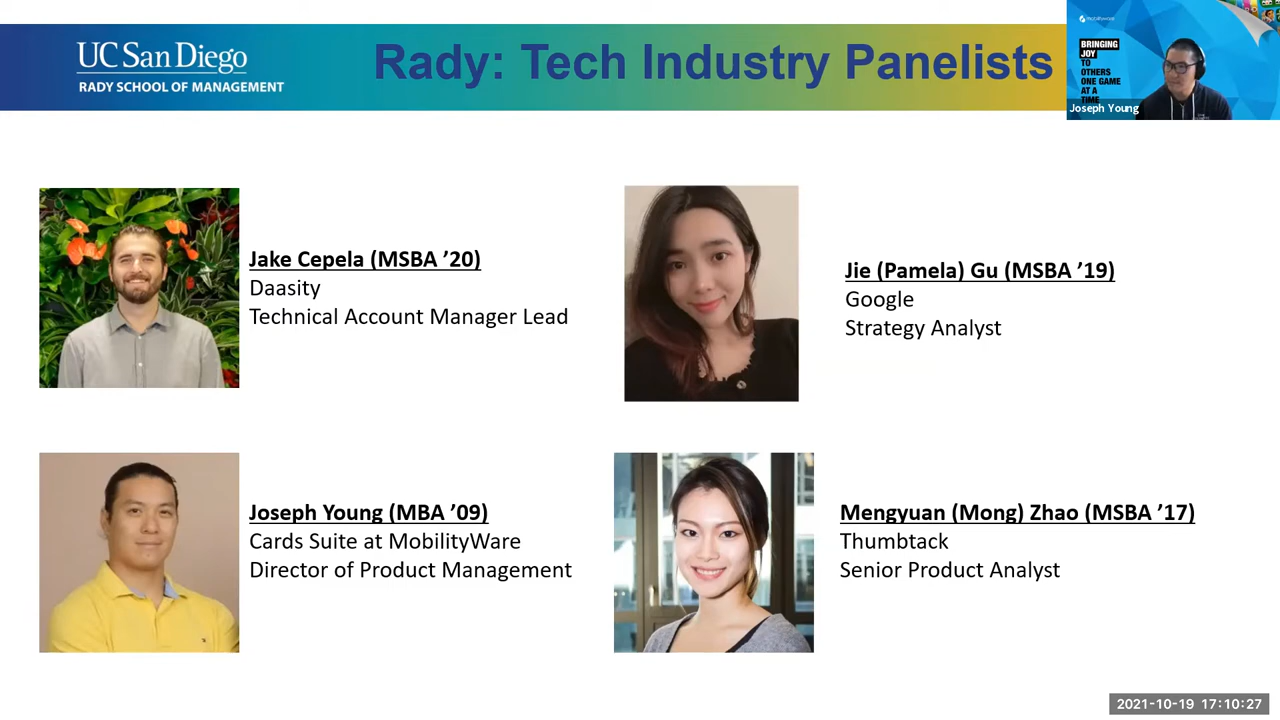 UC San Diego
RADY SCHOOL OF MANAGEMENT
Rady: Tech Industry Panelists
mobilityware
BRINGING
JOY
TO
OTHERS
ONE GAME
AT A
TIME
Joseph Young
Jake Cepela (MSBA ’20)
Daasity
Technical Account Manager Lead
Jie (Pamela) Gu (MSBA ’19)
Google
Strategy Analyst
Joseph Young (MBA ’09)
Cards Suite at MobilityWare
Director of Product Management
Mengyuan (Mong) Zhao (MSBA ’17)
Thumbtack
Senior Product Analyst
2021-10-19 17:10:27